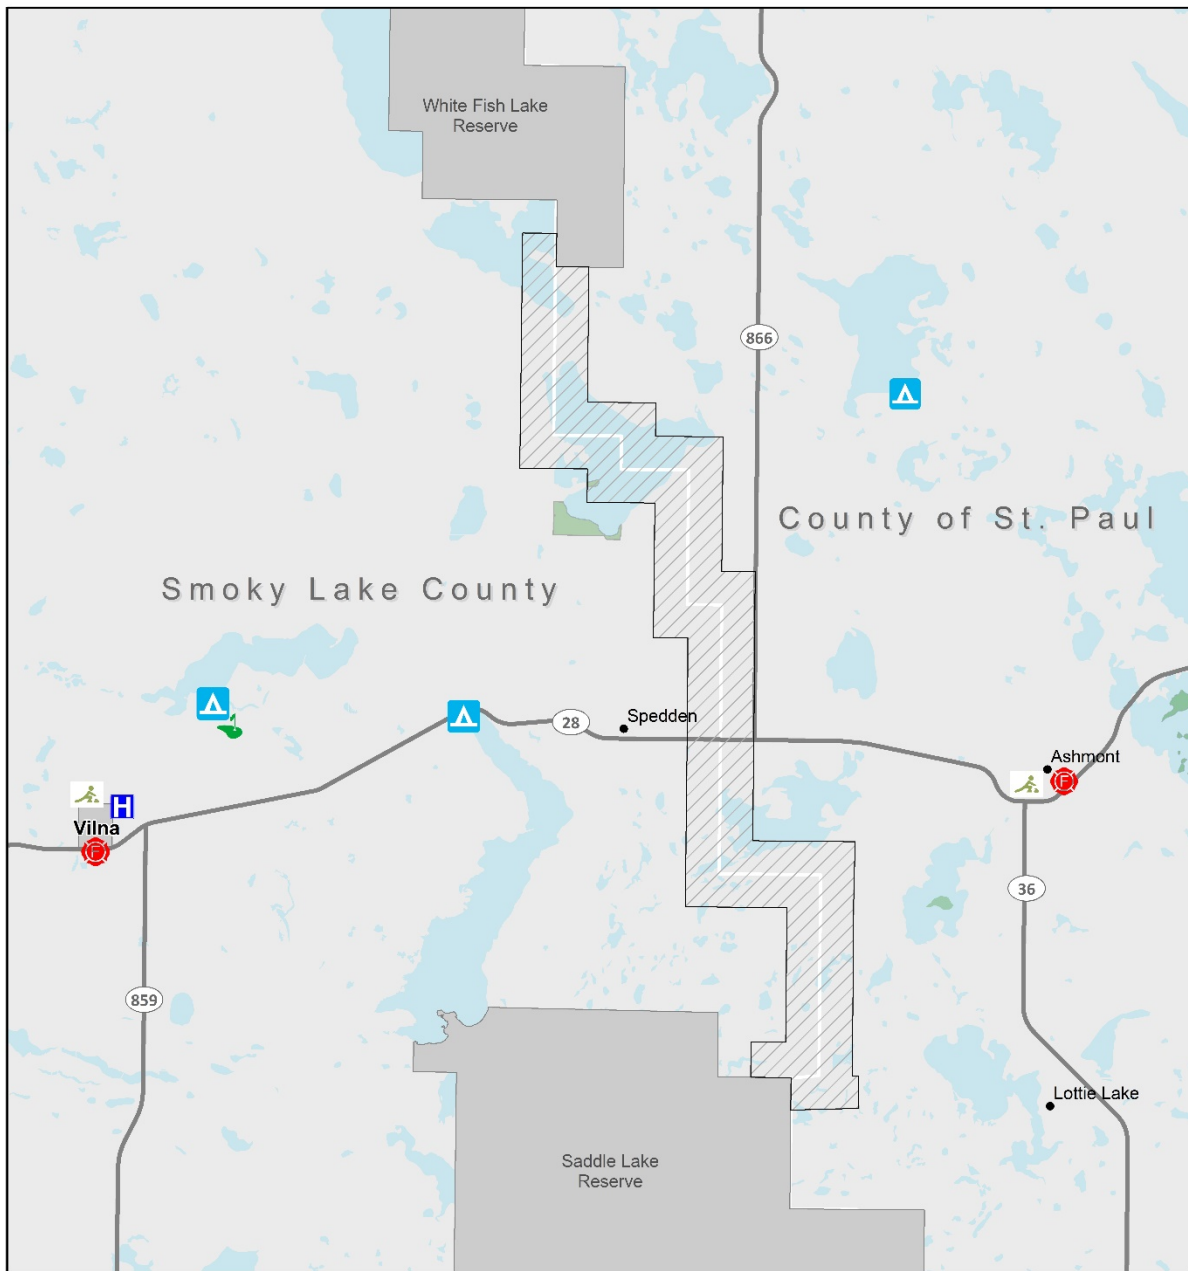 White Fish Lake
Reserve
866
County of St. Paul
Smoky Lake County
Spedden
28
Ashmont
H
Vilna
F
F
36
859
Lottie Lake
Saddle Lake
Reserve